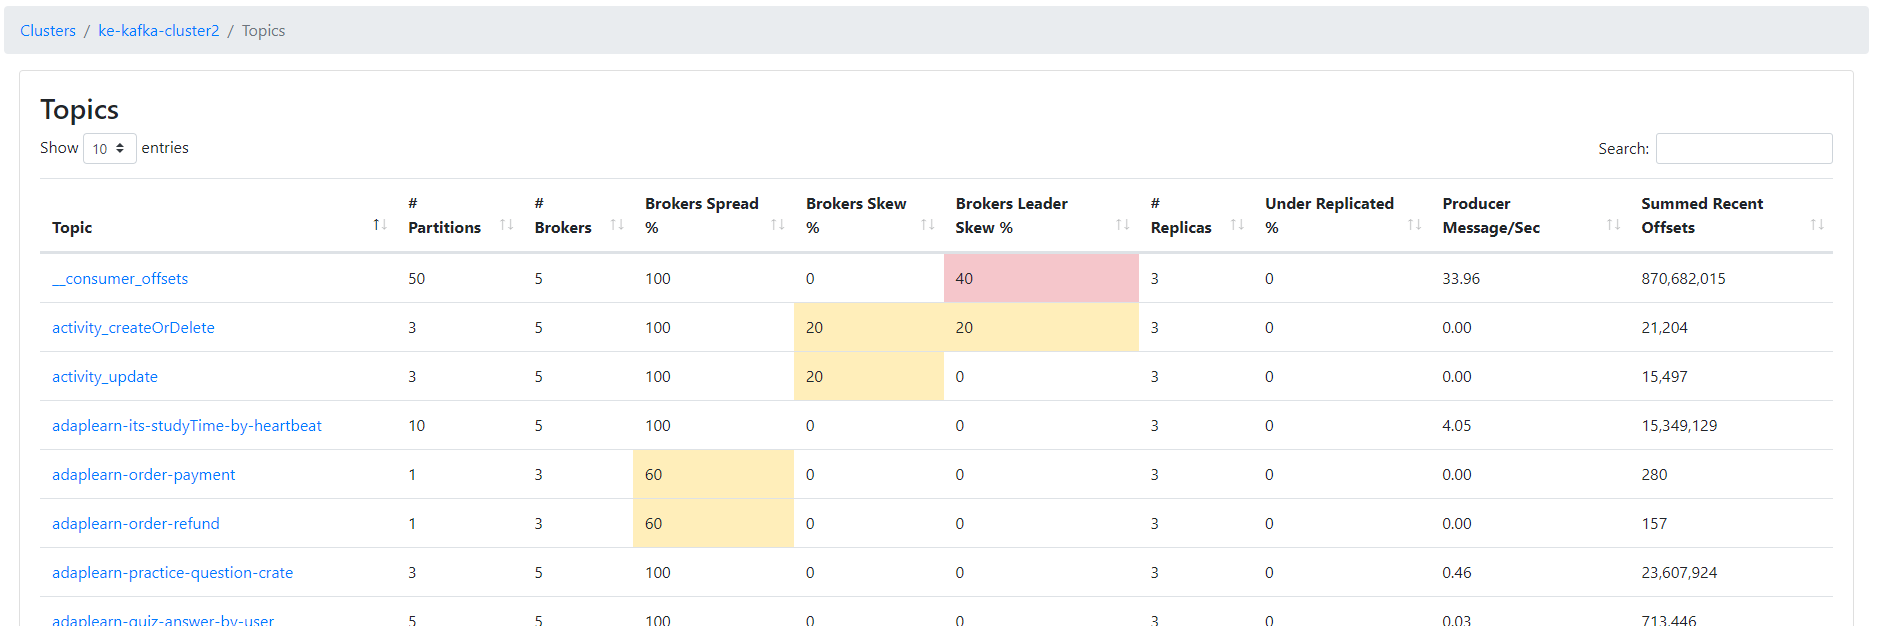 Clusters / ke-kafka-cluster2 / Topics
Topics
Show 10 entries Search:
Topic # Partitions # Brokers Brokers Spread % Brokers Skew % Brokers Leader Skew % # Replicas Under Replicated % Producer Message/Sec Summed Recent Offsets
__consumer_offsets 50 5 100 0 40 3 0 33.96 870,682,015
activity_createOrDelete 3 5 100 20 20 3 0 0.00 21,204
activity_update 3 5 100 20 0 3 0 0.00 15,497
adaplearn-its-studyTime-by-heartbeat 10 5 100 0 0 3 0 4.05 15,349,129
adaplearn-order-payment 1 3 60 0 0 3 0 0.00 280
adaplearn-order-refund 1 3 60 0 0 3 0 0.00 157
adaplearn-practice-question-crate 3 5 100 0 0 3 0 0.46 23,607,924
adaplearn-quiz-answer-by-user 5 5 100 0 0 3 0 0.03 713,446